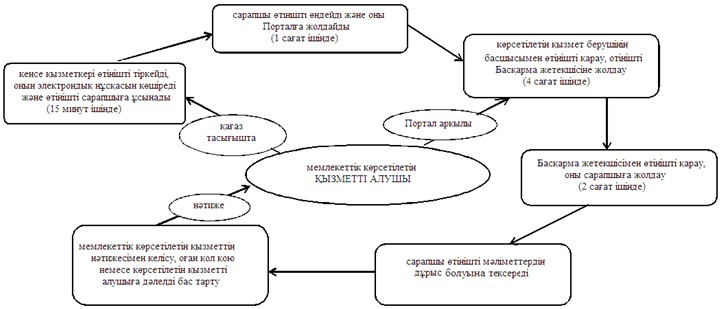 сарапшы өтінішті өңдейді және оны
Порталға жолдайды
(1 сағат ішінде)
көрсетілетін қызмет берушінің
басшысымен өтінішті қарау, өтінішті
Басқарма жетекшісіне жолдау
(4 сағат ішінде)
кеңсе қызметкері өтінішті тіркейді,
оның электрондық нұсқасын көшіреді
және өтінішті сарапшыға ұсынады
(15 минут ішінде)
қағаз
тасығышта
Портал арқылы
мемлекеттік көрсетілетін
ҚЫЗМЕТТІ АЛУШЫ
Басқарма жетекшісімен өтінішті қарау,
оны сарапшыға жолдау
(2 сағат ішінде)
нәтиже
мемлекеттік көрсетілетін қызметтің
нәтижесімен келісу, оған қол қою
немесе көрсетілетін қызметті
алушыға дәлелді бас тарту
сарапшы өтінішті мәліметтердің
дұрыс болуына тексереді